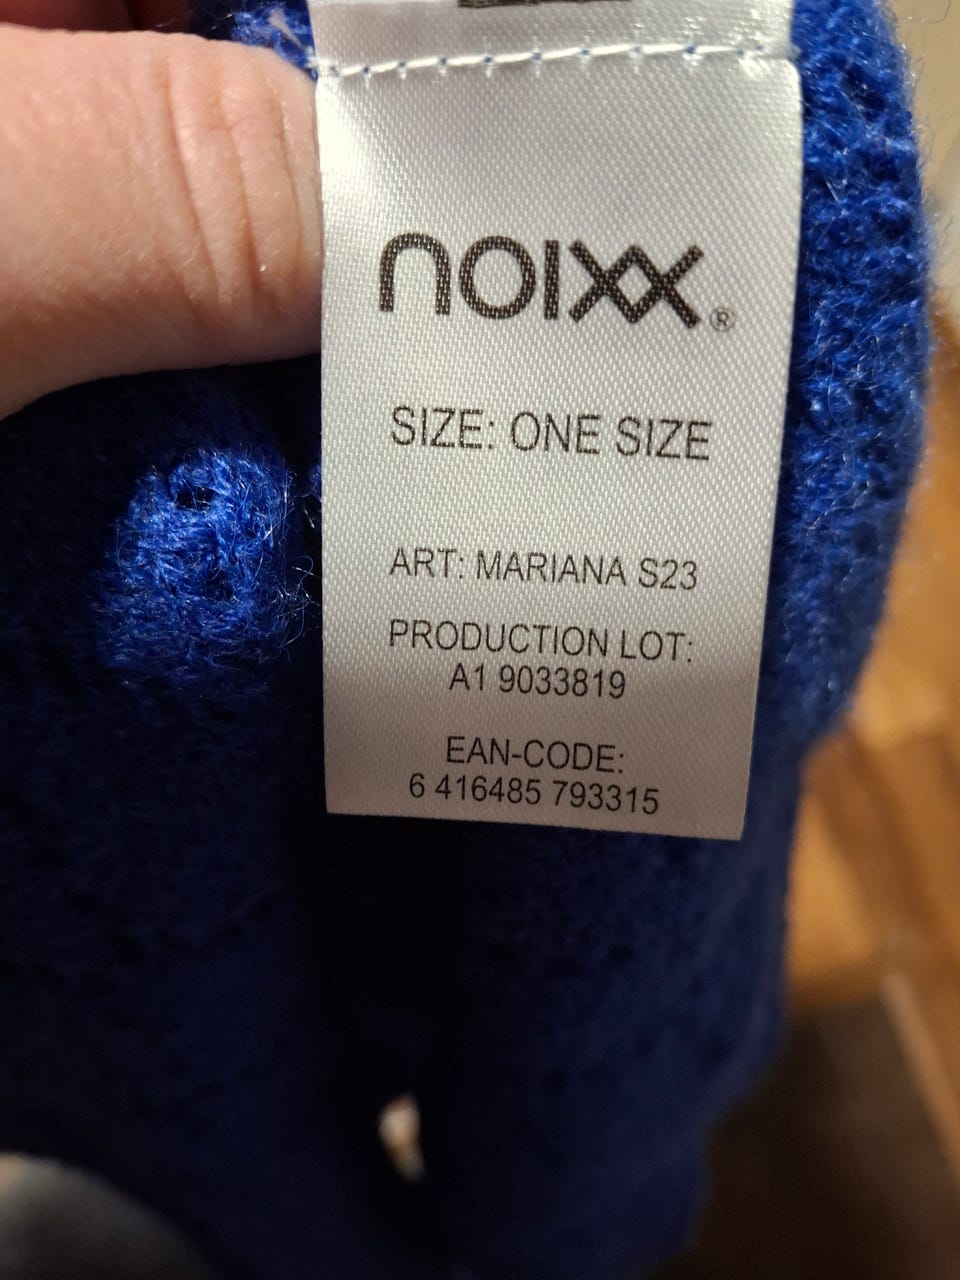 noixx®
SIZE: ONE SIZE
ART: MARIANA S23
PRODUCTION LOT:
A1 9033819
EAN-CODE:
6 416485 793315